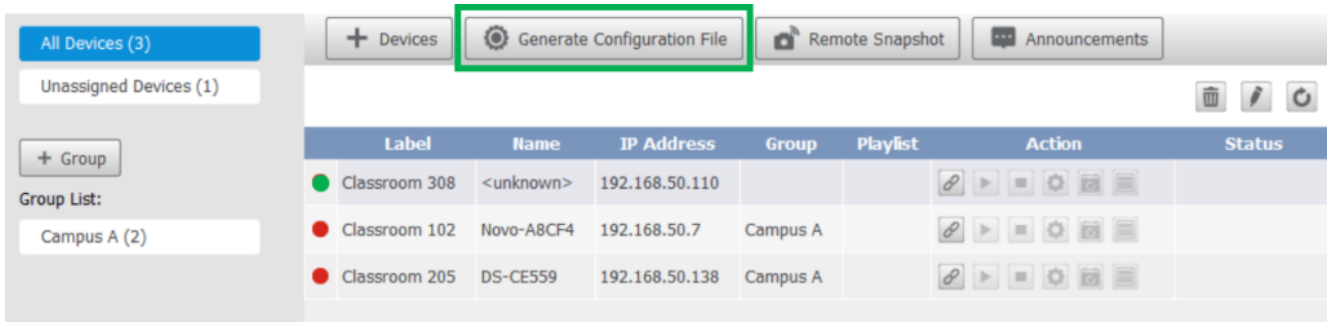 All Devices (3)
Unassigned Devices (1)
+ Group
Group List:
Campus A (2)
+ Devices Generate Configuration File Remote Snapshot Announcements
Label Name IP Address Group Playlist Action Status
Classroom 308 <unknown> 192.168.50.110
Classroom 102 Novo-A8CF4 192.168.50.7 Campus A
Classroom 205 DS-CE559 192.168.50.138 Campus A